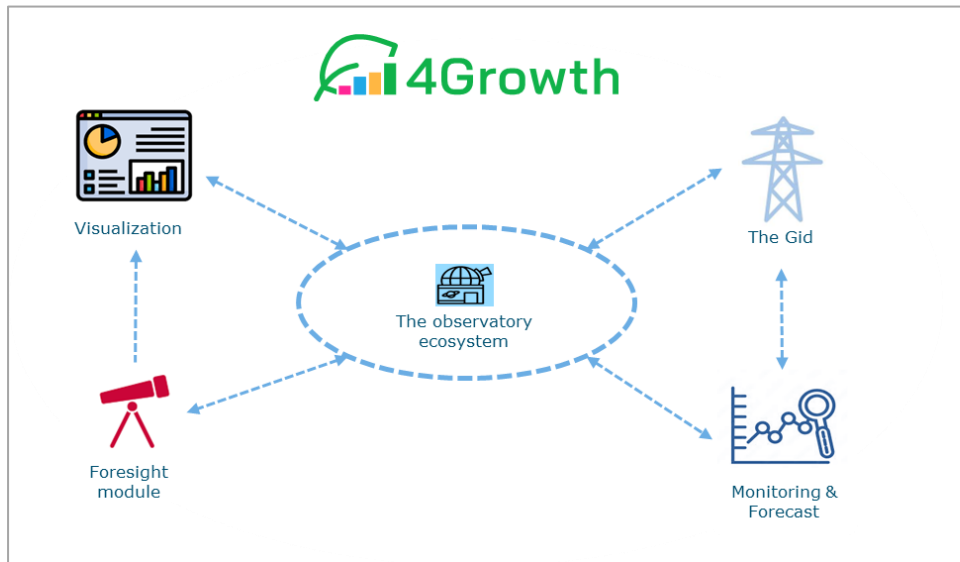 4Growth
Visualization
The Gid
The observatory
ecosystem
Foresight
module
Monitoring &
Forecast